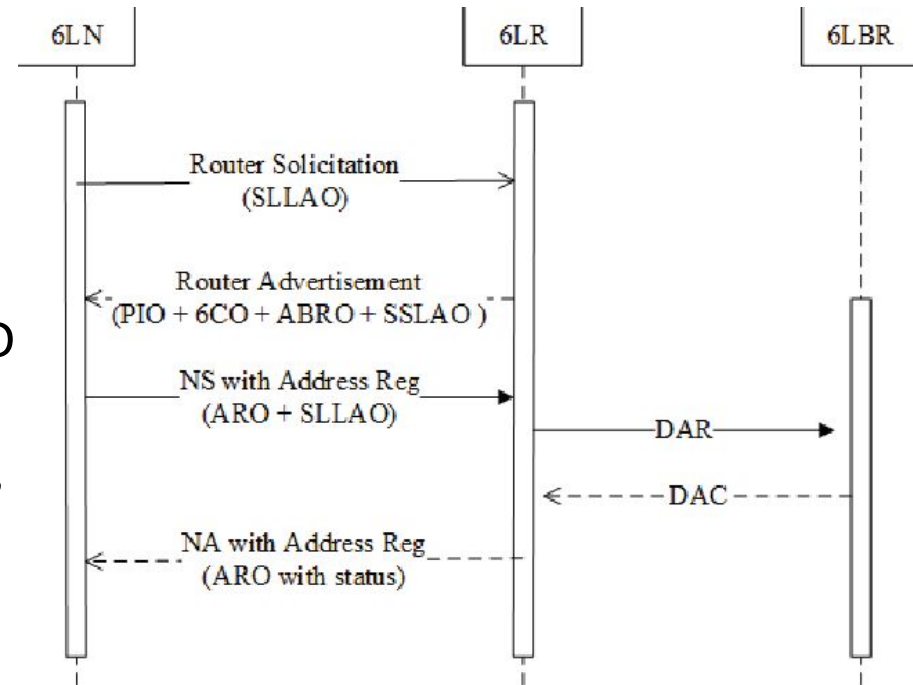 6LN
6LR
6LBR
Router Solicitation
(SLLAO)
Router Advertisement
(PIO + 6CO + ABRO + SSLAO )
NS with Address Reg
(ARO + SLLAO)
DAR
DAC
NA with Address Reg
(ARO with status)